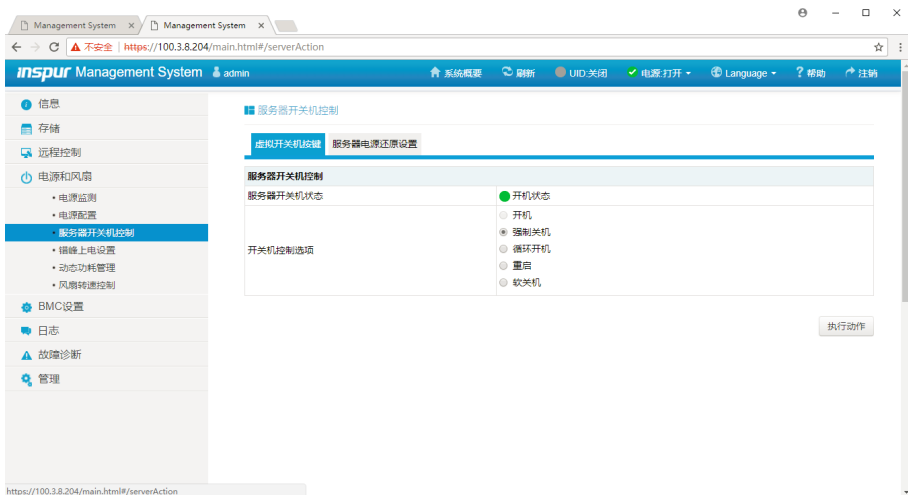 Management System
Management System
不安全 | https://100.3.8.204/main.html#/serverAction
inspur Management System admin 系统概要 刷新 UID:关闭 电源:打开 Language 帮助 注销
信息
存储
远程控制
电源和风扇
• 电源监测
• 电源配置
• 服务器开关机控制
• 错峰上电设置
• 动态功耗管理
• 风扇转速控制
BMC设置
日志
故障诊断
管理
服务器开关机控制
虚拟开关机按键 服务器电源还原设置
服务器开关机控制
服务器开关机状态 开机状态
开关机控制选项
开机
强制关机
循环开机
重启
软关机
执行动作
https://100.3.8.204/main.html#/serverAction